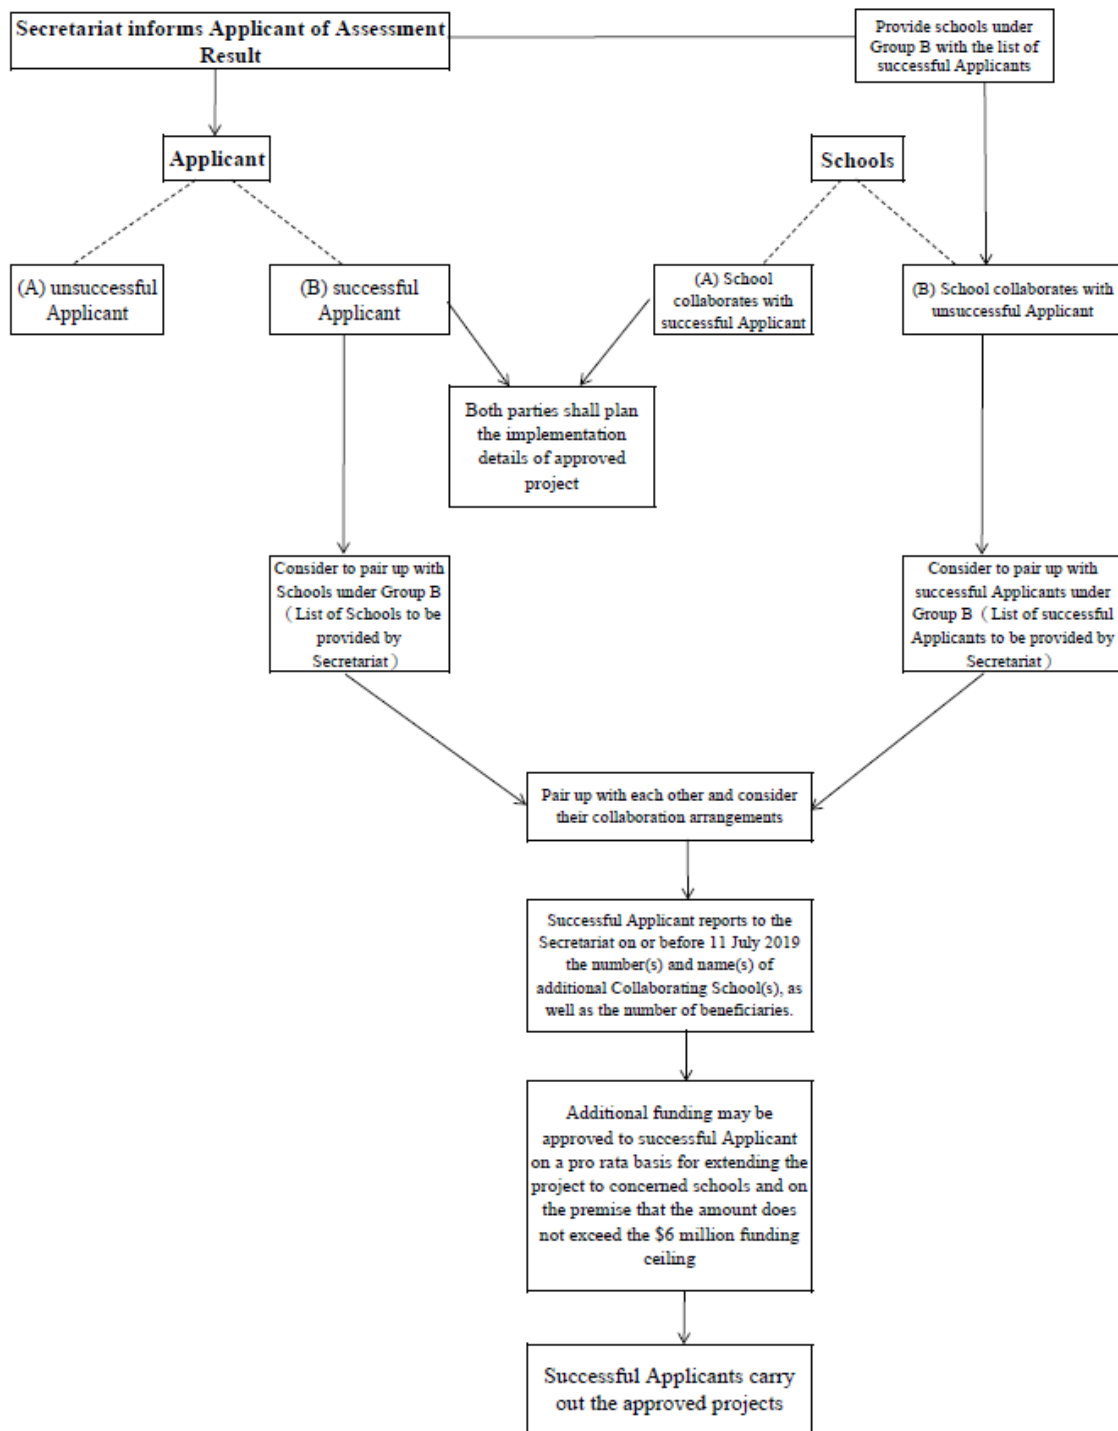 Secretariat informs Applicant of Assessment
Result
Provide schools under
Group B with the list of
successful Applicants
Applicant
Schools
(A) unsuccessful
Applicant
(B) successful
Applicant
(A) School
collaborates with
successful Applicant
(B) School collaborates with
unsuccessful Applicant
Both parties shall plan
the implementation
details of approved
project
Consider to pair up with
Schools under Group B
（List of Schools to be
provided by
Secretariat）
Consider to pair up with
successful Applicants under
Group B（List of successful
Applicants to be provided by
Secretariat）
Pair up with each other and consider
their collaboration arrangements
Successful Applicant reports to the
Secretariat on or before 11 July 2019
the number(s) and name(s) of
additional Collaborating School(s), as
well as the number of beneficiaries.
Additional funding may be
approved to successful Applicant
on a pro rata basis for extending the
project to concerned schools and on
the premise that the amount does
not exceed the $6 million funding
ceiling
Successful Applicants carry
out the approved projects